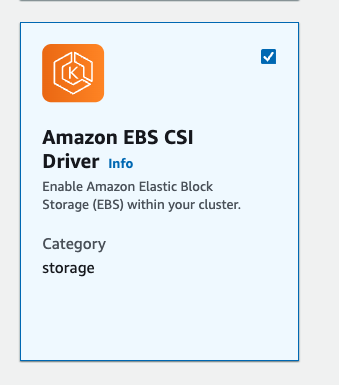 K
Amazon EBS CSI
Driver Info
Enable Amazon Elastic Block
Storage (EBS) within your cluster.
Category
storage